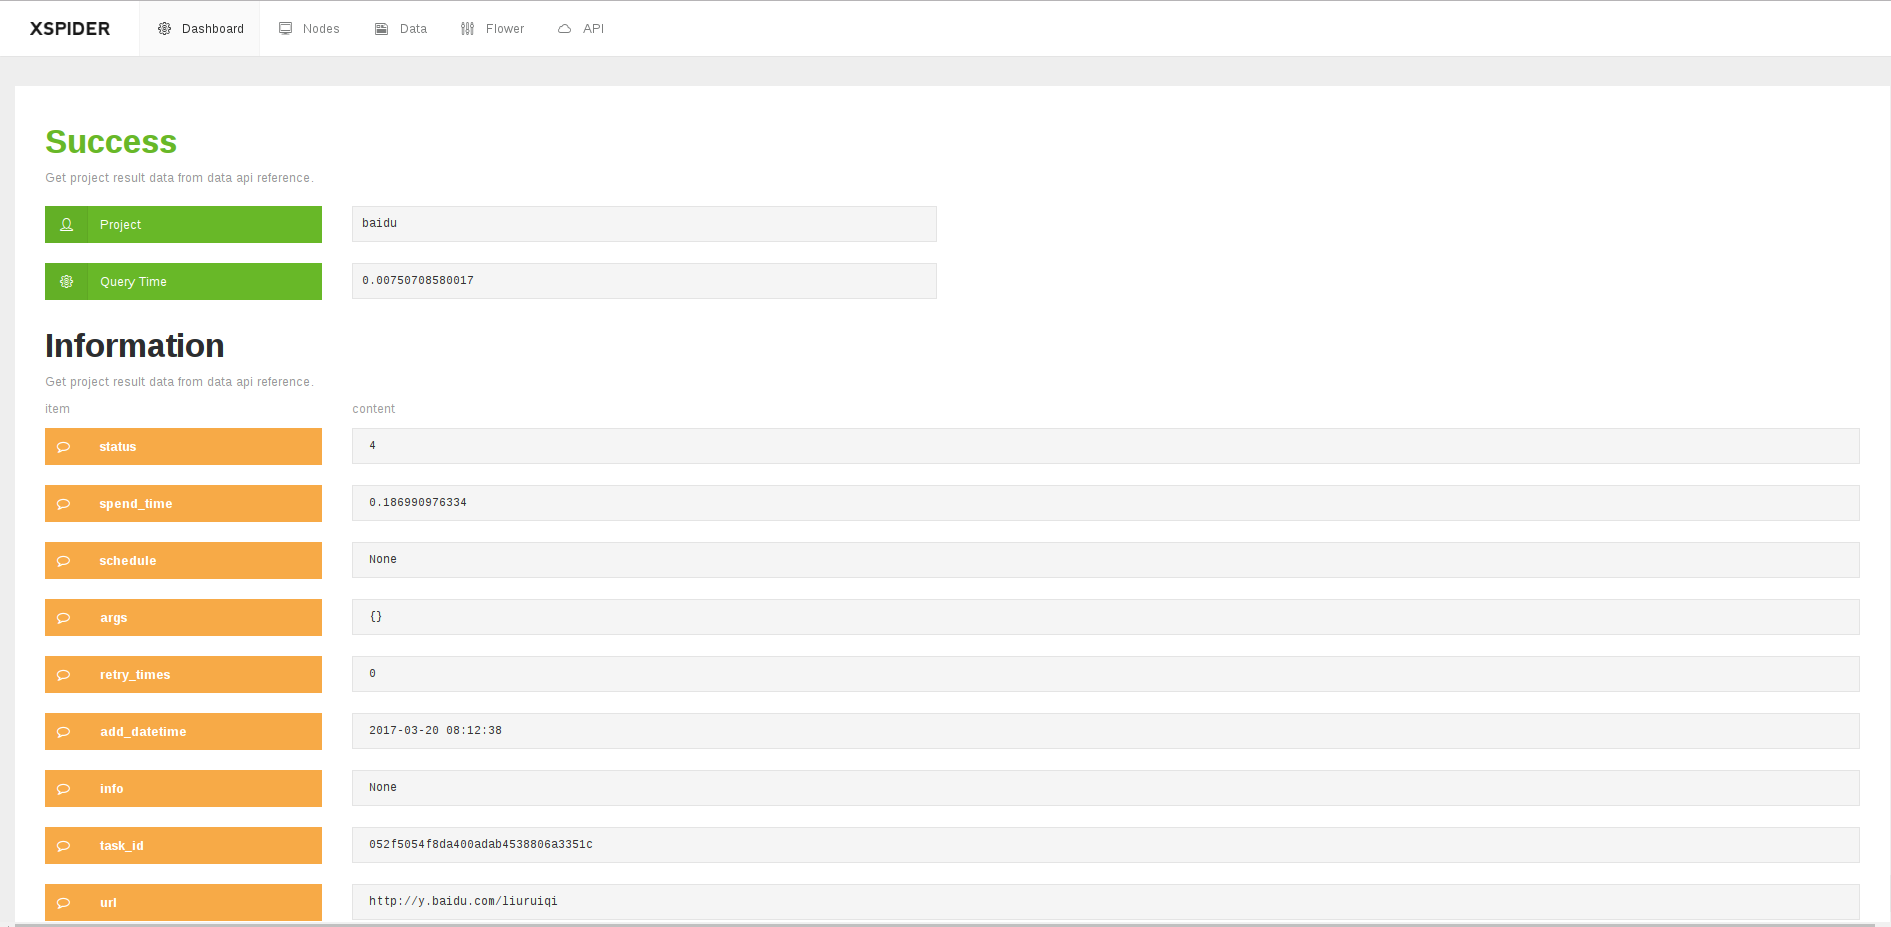 XSPIDER Dashboard Nodes Data Flower API
Success
Get project result data from data api reference.
Project baidu
Query Time 0.00750708580017
Information
Get project result data from data api reference.
item content
status 4
spend_time 0.186990976334
schedule None
args {}
retry_times 0
add_datetime 2017-03-20 08:12:38
info None
task_id 052f5054f8da400adab4538806a3351c
url http://y.baidu.com/liuruiqi